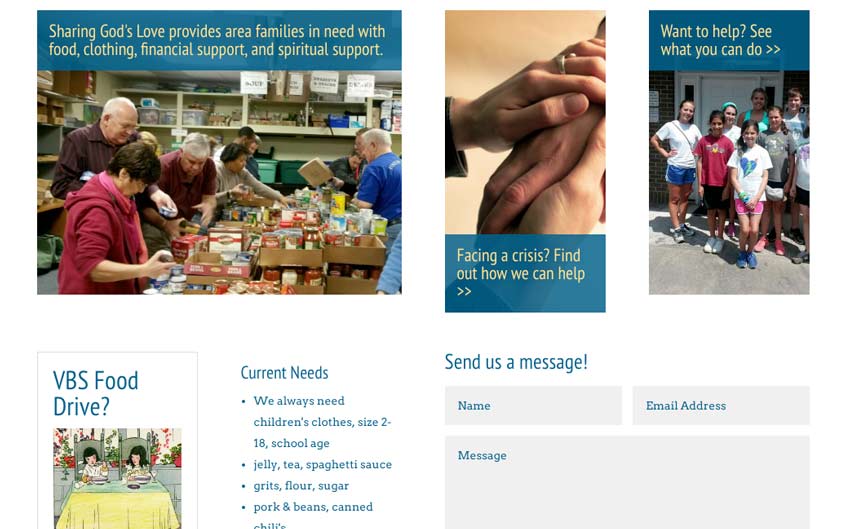 Sharing God's Love provides area families in need with
food, clothing, financial support, and spiritual support.
SOUP
Facing a crisis? Find
out how we can help
>>
Want to help? See
what you can do >>
VBS Food
Drive?
Current Needs
• We always need
children's clothes, size 2-
18, school age
• jelly, tea, spaghetti sauce
• grits, flour, sugar
• pork & beans, canned
chili's
Send us a message!
Name
Email Address
Message